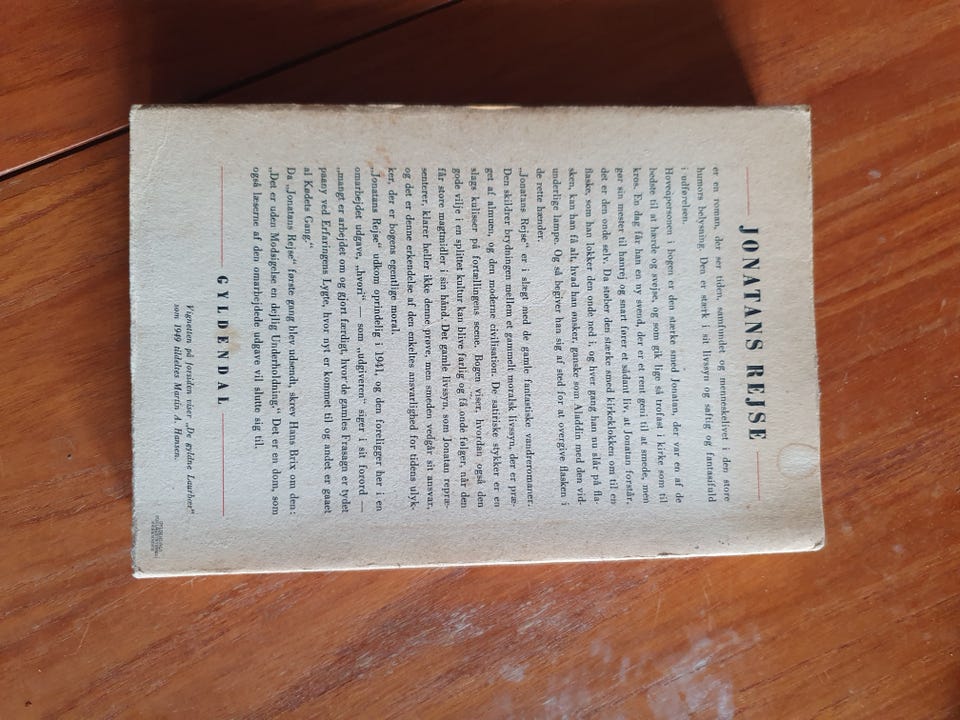 JONATANS REJSE
er en roman, der ser tiden, samfundet og menneskelivet i den store
humors belysning. Den er stærk i sit livssyn og saftig og fantasifuld
i udførelsen.
Hovedpersonen i bogen er den stærke smed Jonatan, der var en af de
bedste til at hærde og svejse, og som gik lige så trofast i kirke som til
kros. En dag får han en ny svend, der er et rent geni til at smede, men
gør sin mester til hanrej og snart fører et sådant liv, at Jonatan forstår,
det er den onde selv. Da støber den stærke smed kirkeklokken om til en
flaske, som han lokker den onde ned i, og hver gang han nu slår på fla-
sken, kan han få alt, hvad han ønsker, ganske som Aladdin med den vid-
underlige lampe. Og så begiver han sig af sted for at overgive flasken i
de rette hænder.
„Jonatans Rejse“ er i slægt med de gamle fantastiske vandreromaner.
Den skildrer brydningen mellem et gammelt moralsk livssyn, der er præ-
get af almuen, og den moderne civilisation. De satiriske stykker er en
slags kulisser på fortællingens scene. Bogen viser, hvordan også den
gode vilje i en splittet kultur kan blive farlig og få onde følger, når den
får store magtmidler i sin hånd. Det gamle livssyn, som Jonatan repræ-
senterer, klarer heller ikke denne prøve, men smeden vedgår sit ansvar,
og det er denne erkendelse af den enkeltes ansvarlighed for tidens ulyk-
ker, der er bogens egentlige moral.
„Jonatans Rejse“ udkom oprindelig i 1941, og den foreligger her i en
omarbejdet udgave, „hvori“ — som „udgiveren“ siger i sit forord —
„mangt er arbejdet om og gjort færdigt, hvor de gamles Frasagn er tydet
paany ved Erfaringens Lygte, hvor nyt er kommet til og andet er gaaet
al Kødets Gang.“
Da „Jonatans Rejse“ første gang blev udsendt, skrev Hans Brix om den:
„Det er uden Modsigelse en dejlig Underholdning.“ Det er en dom, som
også læserne af den omarbejdede udgave vil slutte sig til.
GYLDENDAL
Vignetten på forsiden viser „De gyldne Laurbær“
som 1949 tildeltes Martin A. Hansen.